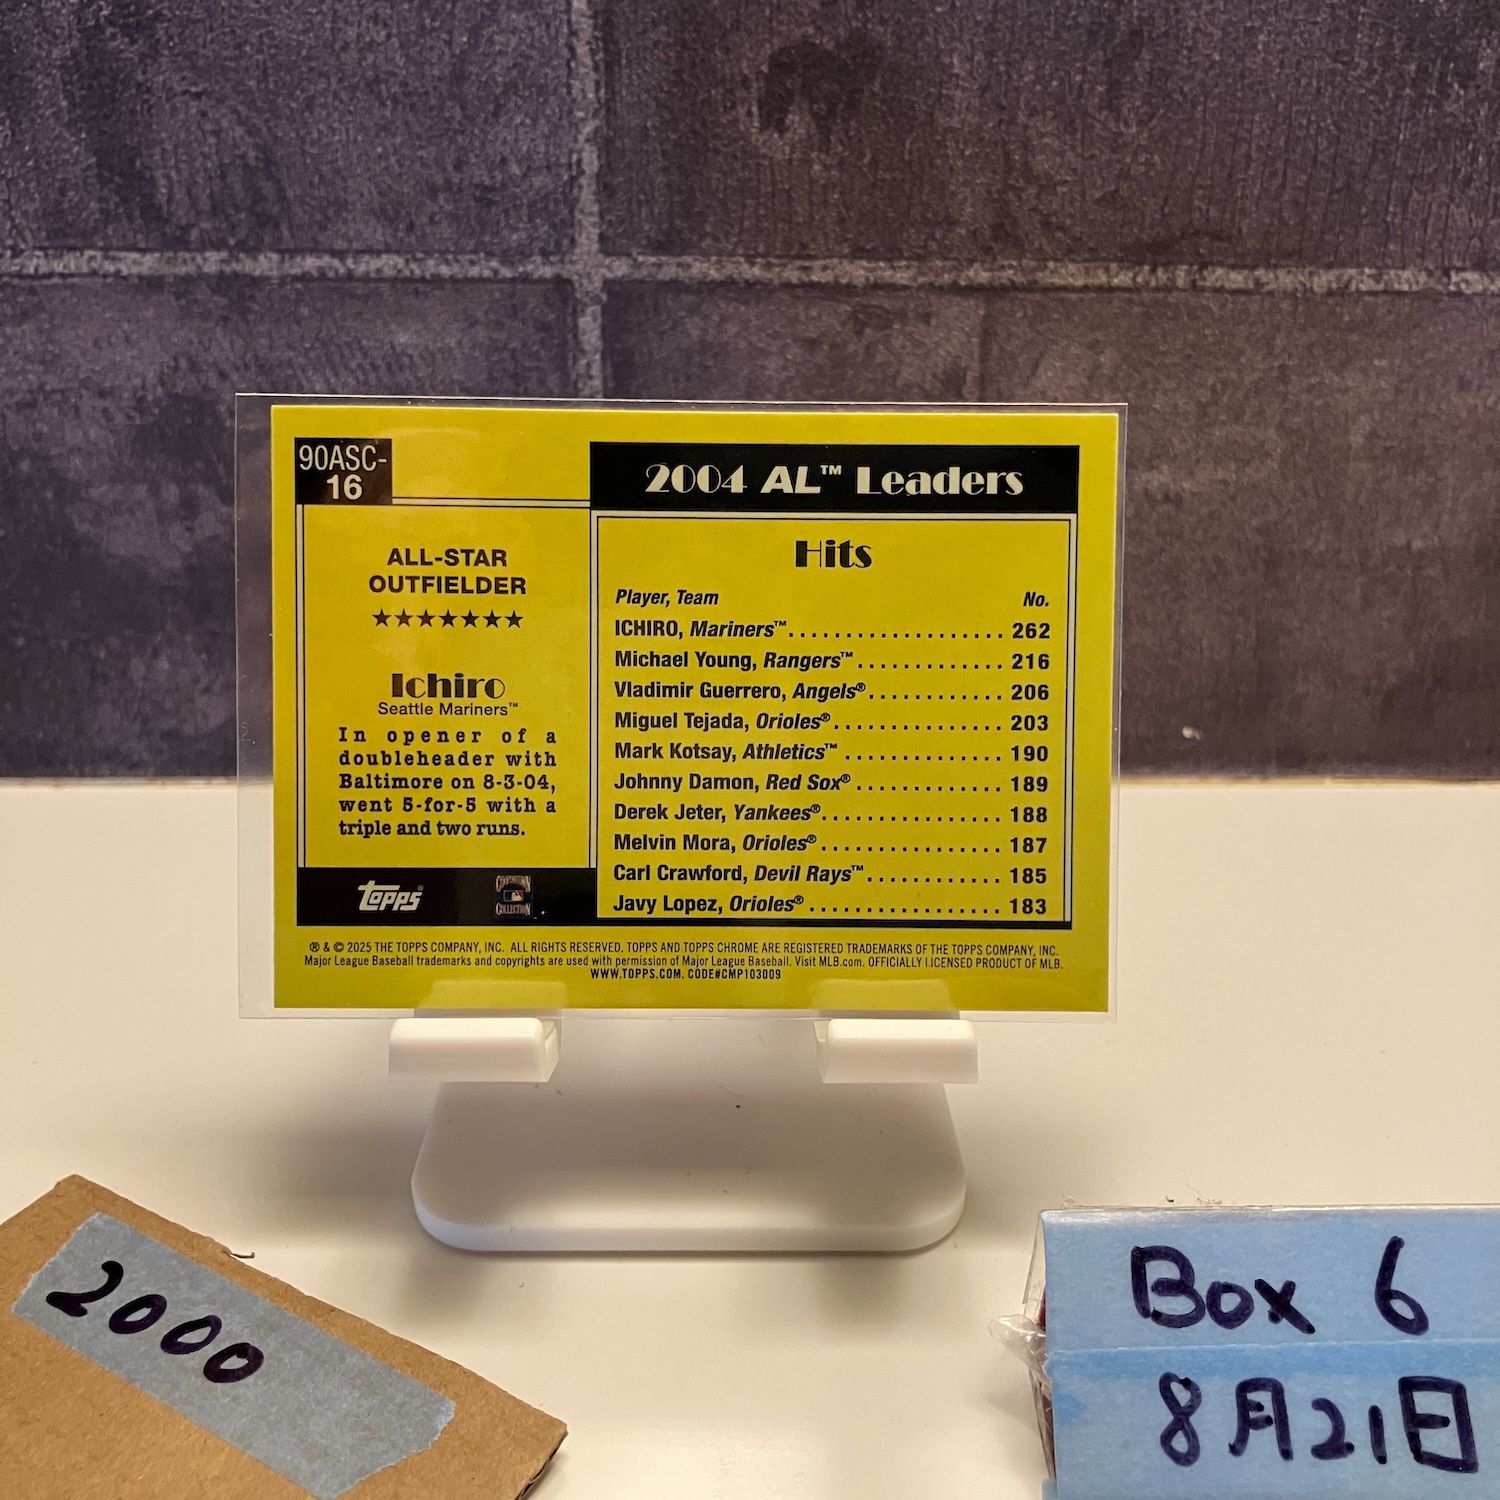 90ASC-
16
ALL-STAR
OUTFIELDER
★★★★★★★
Ichiro
Seattle Mariners™
In opener of a
doubleheader with
Baltimore on 8-3-04,
went 5-for-5 with a
triple and two runs.
topps®
COOPERSTOWN
COLLECTION
2004 AL™ Leaders
Hits
Player, Team No.
ICHIRO, Mariners™ .................. 262
Michael Young, Rangers™ ............. 216
Vladimir Guerrero, Angels® ............ 206
Miguel Tejada, Orioles® ............... 203
Mark Kotsay, Athletics™ .............. 190
Johnny Damon, Red Sox® ............. 189
Derek Jeter, Yankees® ................ 188
Melvin Mora, Orioles® ................ 187
Carl Crawford, Devil Rays™ ............ 185
Javy Lopez, Orioles® ................. 183
® & © 2025 THE TOPPS COMPANY, INC. ALL RIGHTS RESERVED. TOPPS AND TOPPS CHROME ARE REGISTERED TRADEMARKS OF THE TOPPS COMPANY, INC.
Major League Baseball trademarks and copyrights are used with permission of Major League Baseball. Visit MLB.com. OFFICIALLY LICENSED PRODUCT OF MLB.
WWW.TOPPS.COM. CODE#CMP103009
2000
Box 6
8月21日